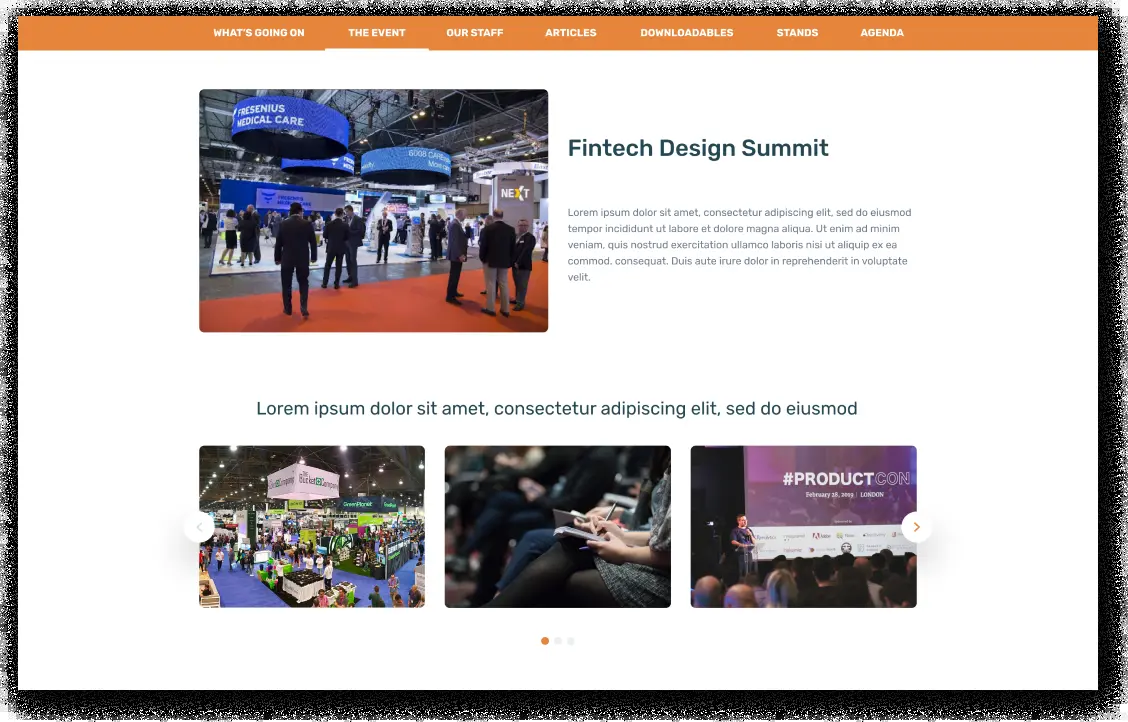 WHAT'S GOING ON
THE EVENT
OUR STAFF
ARTICLES
DOWNLOADABLES
STANDS
AGENDA
FRESENIUS
MEDICAL CARE
NEXT
Fintech Design Summit
Lorem ipsum dolor sit amet, consectetur adipiscing elit, sed do eiusmod
tempor incididunt ut labore et dolore magna aliqua. Ut enim ad minim
veniam, quis nostrud exercitation ullamco laboris nisi ut aliquip ex ea
commod. consequat. Duis aute irure dolor in reprehenderit in voluptate
velit.
Lorem ipsum dolor sit amet, consectetur adipiscing elit, sed do eiusmod
GreenPlanet
#PRODUCTCON
February 28, 2019 | LONDON